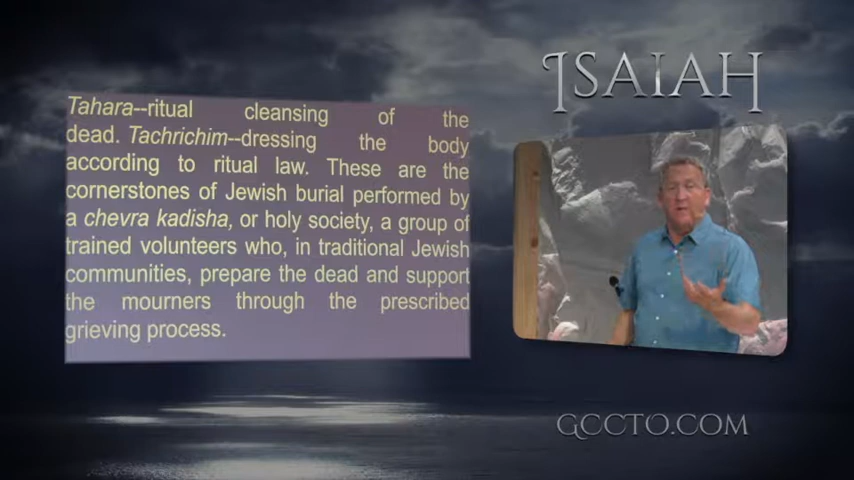 Tahara--ritual cleansing of the
dead. Tachrichim--dressing the body
according to ritual law. These are the
cornerstones of Jewish burial performed by
a chevra kadisha, or holy society, a group of
trained volunteers who, in traditional Jewish
communities, prepare the dead and support
the mourners through the prescribed
grieving process.
ISAIAH
GCCTO.COM